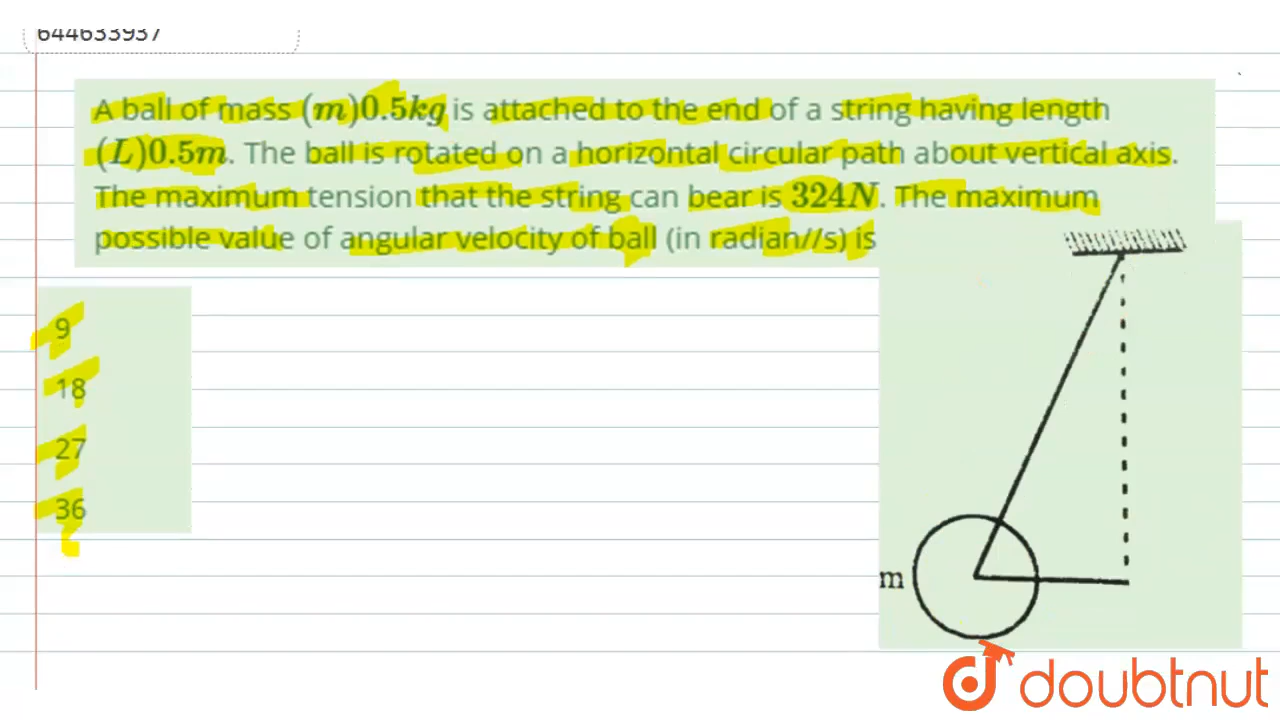 644633937
A ball of mass (m)0.5kg is attached to the end of a string having length
(L)0.5m. The ball is rotated on a horizontal circular path about vertical axis.
The maximum tension that the string can bear is 324N. The maximum
possible value of angular velocity of ball (in radian//s) is
9
18
27
36
m
doubtnut